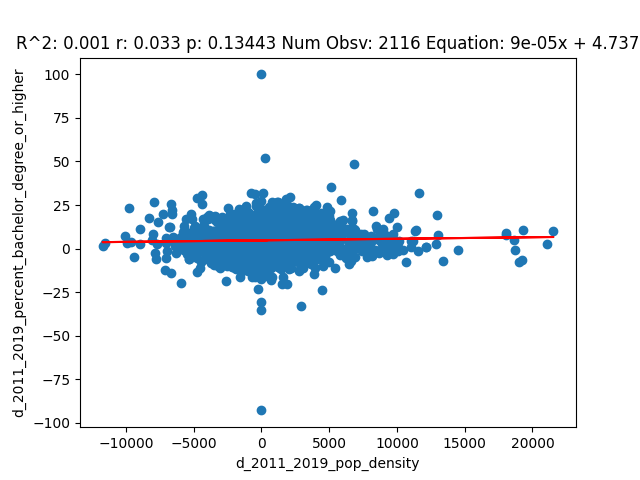 R^2: 0.001 r: 0.033 p: 0.13443 Num Obsv: 2116 Equation: 9e-05x + 4.737
100
75
50
25
0
−25
−50
−75
−100
d_2011_2019_percent_bachelor_degree_or_higher
−10000 −5000 0 5000 10000 15000 20000
d_2011_2019_pop_density